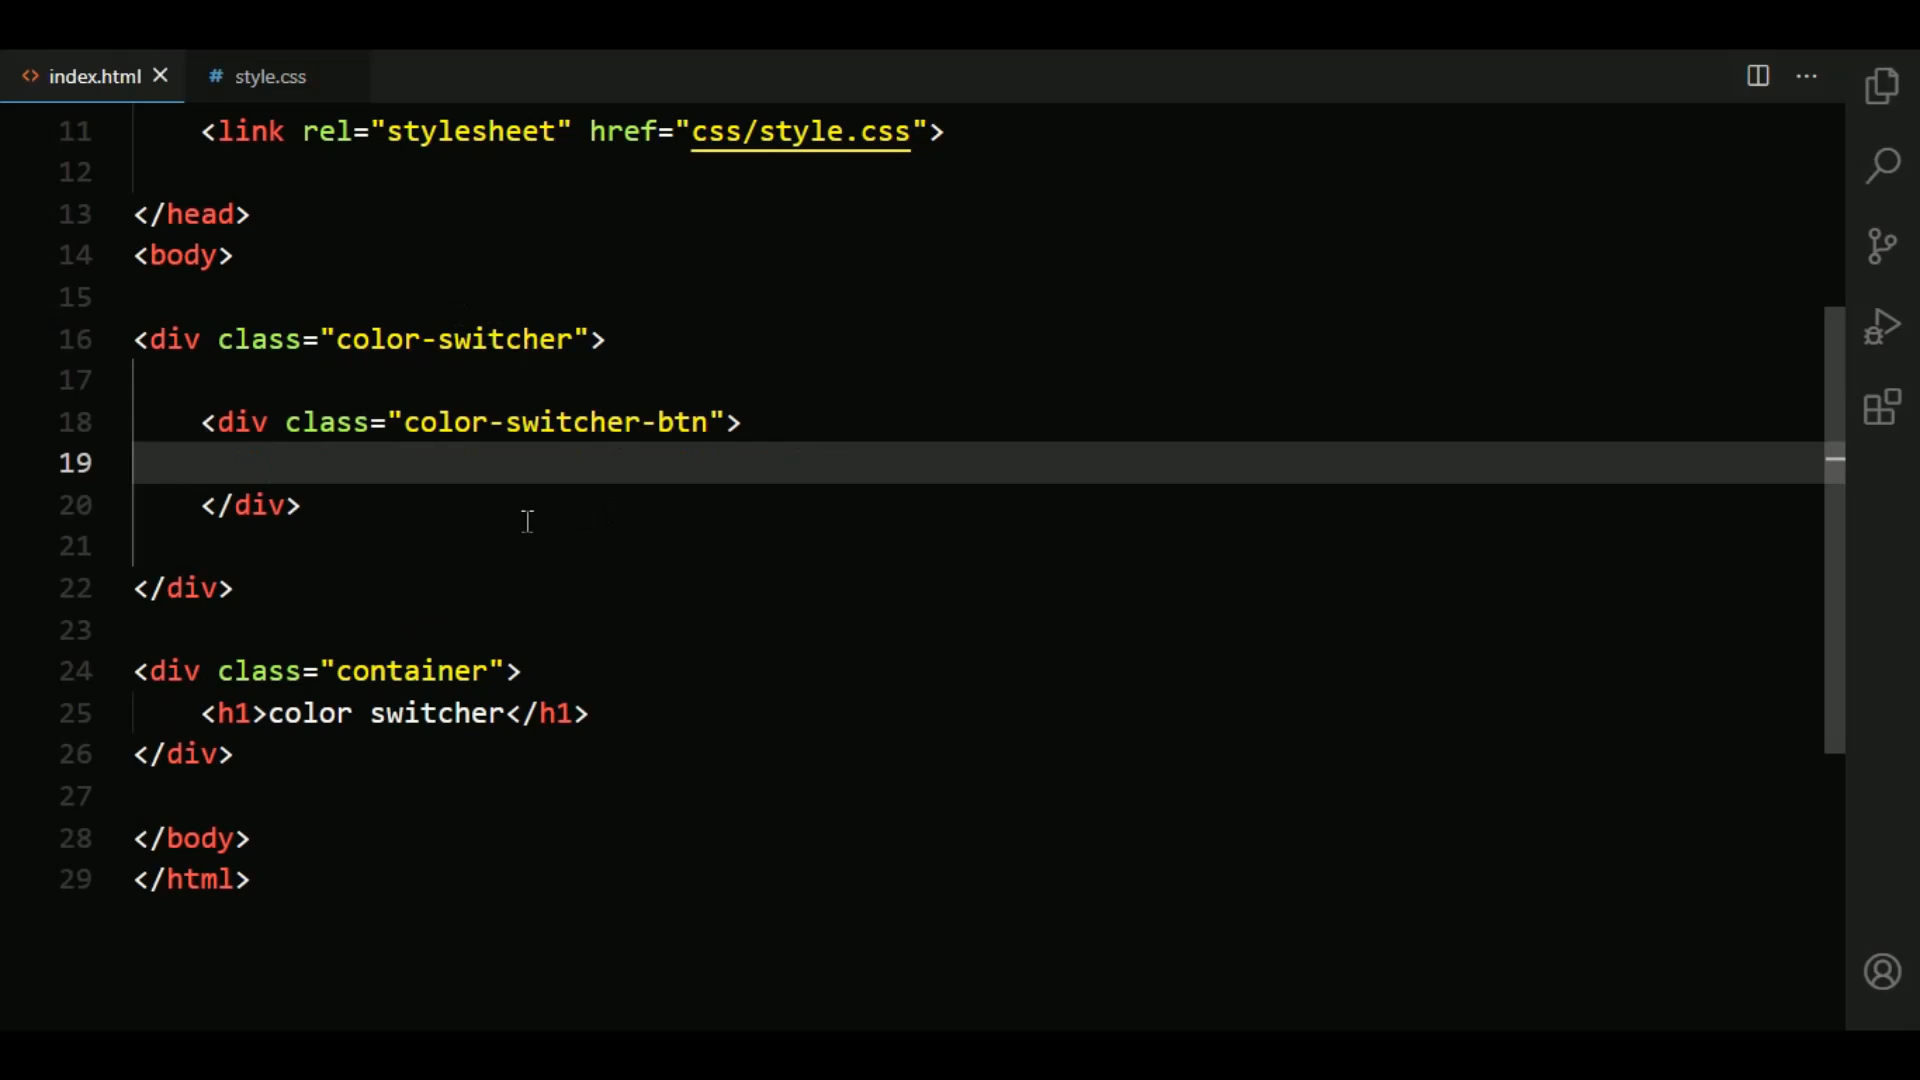 index.html
style.css
11 <link rel="stylesheet" href="css/style.css">
12
13 </head>
14 <body>
15
16 <div class="color-switcher">
17
18 <div class="color-switcher-btn">
19
20 </div>
21
22 </div>
23
24 <div class="container">
25 <h1>color switcher</h1>
26 </div>
27
28 </body>
29 </html>